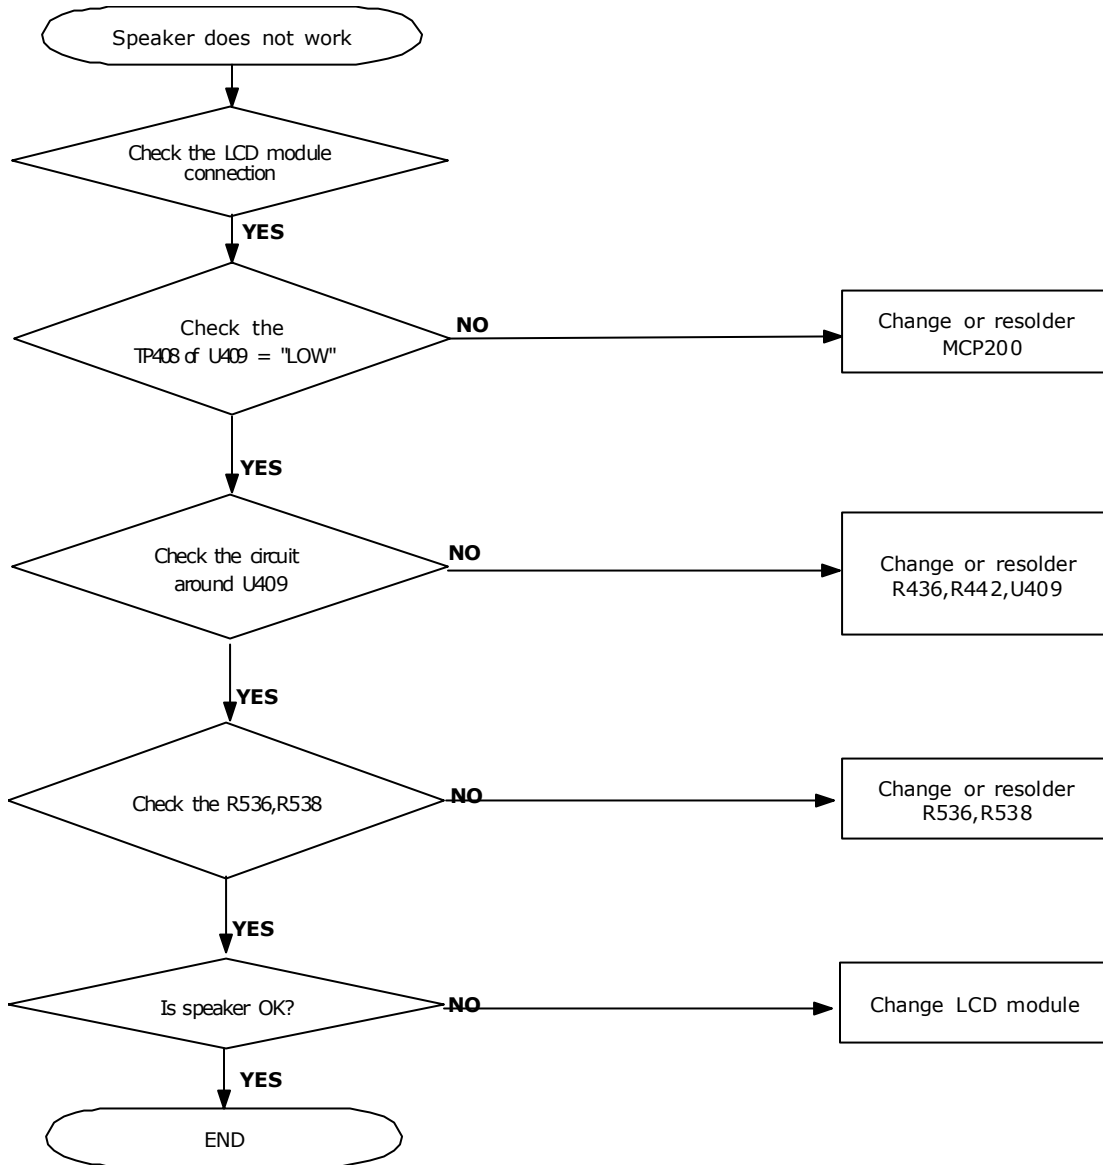 Speaker does not work
Check the LCD module
connection
YES
Check the
TP408 of U409 = "LOW"
NO
Change or resolder
MCP200
YES
Check the circuit
around U409
NO
Change or resolder
R436,R442,U409
YES
Check the R536,R538
NO
Change or resolder
R536,R538
YES
Is speaker OK?
NO
Change LCD module
YES
END